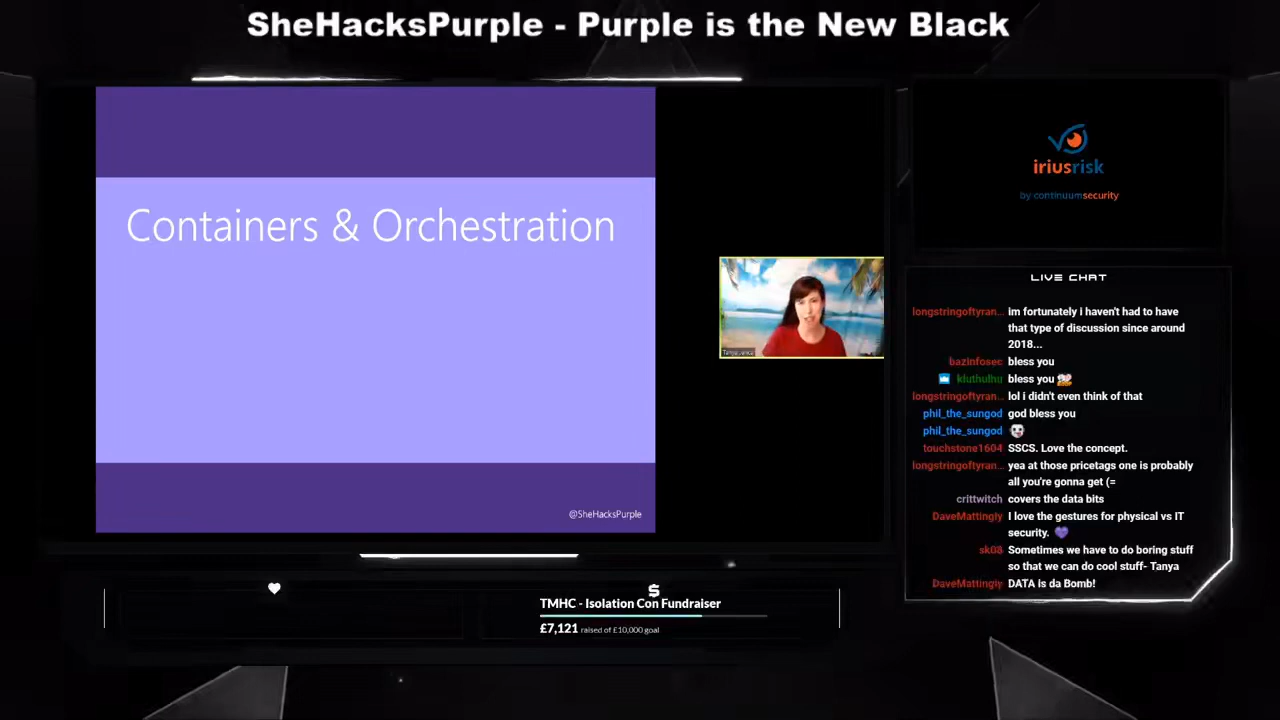 SheHacksPurple - Purple is the New Black
Containers & Orchestration
@SheHacksPurple
iriusrisk
by continuumsecurity
LIVE CHAT
longstringoftyran... im fortunately i haven't had to have
that type of discussion since around
2018...
bazinfosec bless you
kluthulhu bless you
longstringoftyran... lol i didn't even think of that
phil_the_sungod god bless you
phil_the_sungod
touchstone1604 SSCS. Love the concept.
longstringoftyran... yea at those pricetags one is probably
all you're gonna get (=
crittwitch covers the data bits
DaveMattingly I love the gestures for physical vs IT
security.
sk08 Sometimes we have to do boring stuff
so that we can do cool stuff- Tanya
DaveMattingly DATA is da Bomb!
TMHC - Isolation Con Fundraiser
£7,121 raised of £10,000 goal